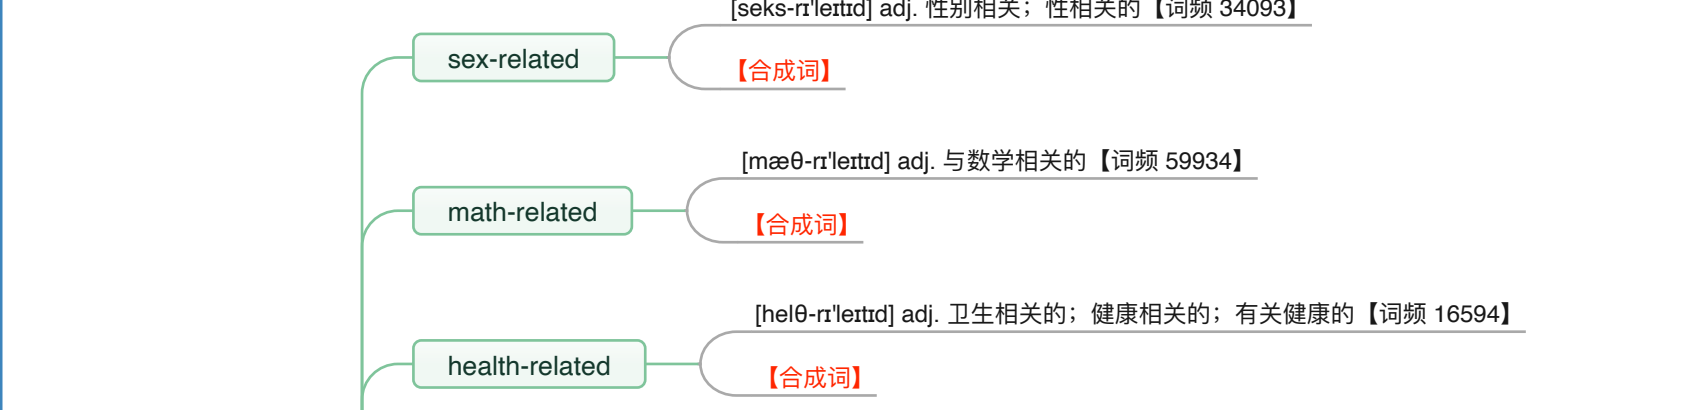 [seks-rɪ'leɪtɪd] adj. 性别相关；性相关的【词频 34093】
sex-related
【合成词】
[mæθ-rɪ'leɪtɪd] adj. 与数学相关的【词频 59934】
math-related
【合成词】
[helθ-rɪ'leɪtɪd] adj. 卫生相关的；健康相关的；有关健康的【词频 16594】
health-related
【合成词】